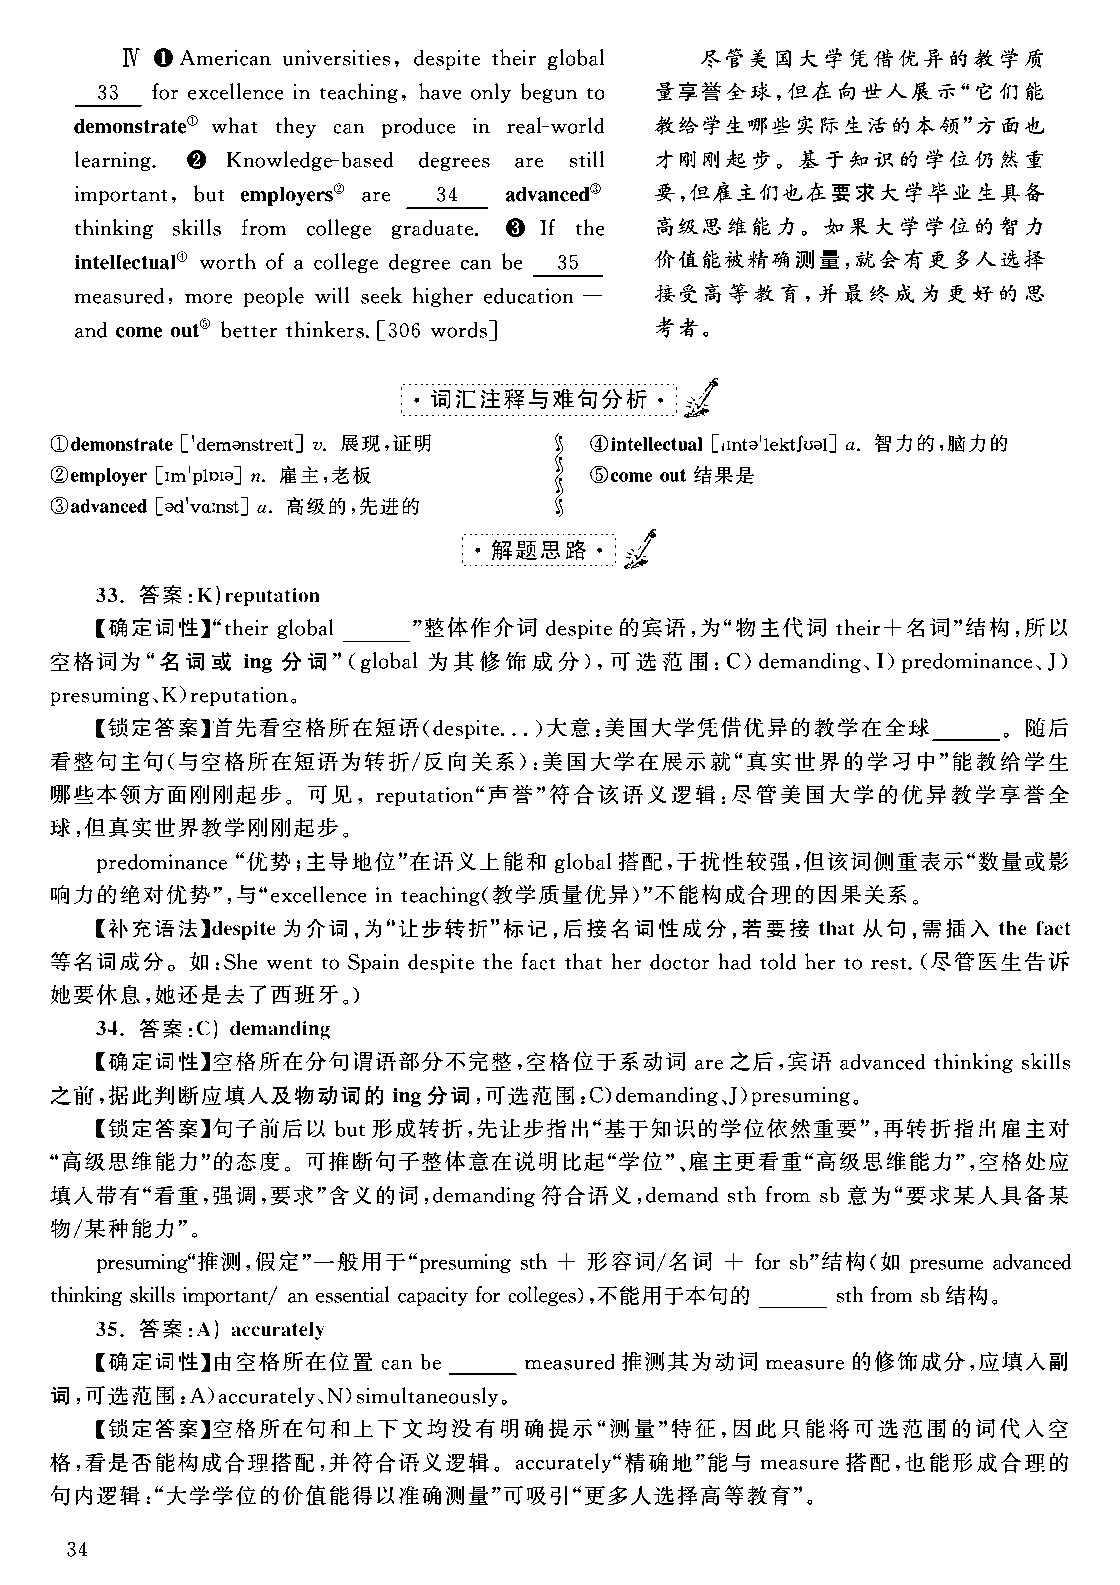 Ⅳ ❶ American universities, despite their global
33 for excellence in teaching, have only begun to
demonstrate① what they can produce in real-world
learning. ❷ Knowledge-based degrees are still
important, but employers② are 34 advanced③
thinking skills from college graduate. ❸ If the
intellectual④ worth of a college degree can be 35
measured, more people will seek higher education —
and come out⑤ better thinkers.[306 words]
尽管美国大学凭借优异的教学质
量享誉全球,但在向世人展示“它们能
教给学生哪些实际生活的本领”方面也
才刚刚起步。基于知识的学位仍然重
要,但雇主们也在要求大学毕业生具备
高级思维能力。如果大学学位的智力
价值能被精确测量,就会有更多人选择
接受高等教育,并最终成为更好的思
考者。
·词汇注释与难句分析·
①demonstrate [ˈdemənstreɪt] v. 展现,证明
②employer [ɪmˈplɒɪə] n. 雇主,老板
③advanced [ədˈvɑːnst] a. 高级的,先进的
④intellectual [ˌɪntəˈlektʃʊəl] a. 智力的,脑力的
⑤come out 结果是
·解题思路·
33. 答案:K)reputation
【确定词性】“their global ______”整体作介词 despite 的宾语,为“物主代词 their+名词”结构,所以
空格词为“名词或 ing 分词”(global 为其修饰成分),可选范围:C) demanding、I) predominance、J)
presuming、K)reputation。
【锁定答案】首先看空格所在短语(despite...)大意:美国大学凭借优异的教学在全球______。随后
看整句主句(与空格所在短语为转折/反向关系):美国大学在展示就“真实世界的学习中”能教给学生
哪些本领方面刚刚起步。可见, reputation“声誉”符合该语义逻辑:尽管美国大学的优异教学享誉全
球,但真实世界教学刚刚起步。
predominance “优势;主导地位”在语义上能和 global 搭配,干扰性较强,但该词侧重表示“数量或影
响力的绝对优势”,与“excellence in teaching(教学质量优异)”不能构成合理的因果关系。
【补充语法】despite 为介词,为“让步转折”标记,后接名词性成分,若要接 that 从句,需插入 the fact
等名词成分。如:She went to Spain despite the fact that her doctor had told her to rest.(尽管医生告诉
她要休息,她还是去了西班牙。)
34. 答案:C) demanding
【确定词性】空格所在分句谓语部分不完整,空格位于系动词 are 之后,宾语 advanced thinking skills
之前,据此判断应填人及物动词的 ing 分词,可选范围:C)demanding、J)presuming。
【锁定答案】句子前后以 but 形成转折,先让步指出“基于知识的学位依然重要”,再转折指出雇主对
“高级思维能力”的态度。可推断句子整体意在说明比起“学位”、雇主更看重“高级思维能力”,空格处应
填入带有“看重,强调,要求”含义的词,demanding 符合语义,demand sth from sb 意为“要求某人具备某
物/某种能力”。
presuming“推测,假定”一般用于“presuming sth + 形容词/名词 + for sb”结构(如 presume advanced
thinking skills important/ an essential capacity for colleges),不能用于本句的 ______ sth from sb 结构。
35. 答案:A) accurately
【确定词性】由空格所在位置 can be ______ measured 推测其为动词 measure 的修饰成分,应填入副
词,可选范围:A)accurately、N)simultaneously。
【锁定答案】空格所在句和上下文均没有明确提示“测量”特征,因此只能将可选范围的词代入空
格,看是否能构成合理搭配,并符合语义逻辑。accurately“精确地”能与 measure 搭配,也能形成合理的
句内逻辑:“大学学位的价值能得以准确测量”可吸引“更多人选择高等教育”。
34